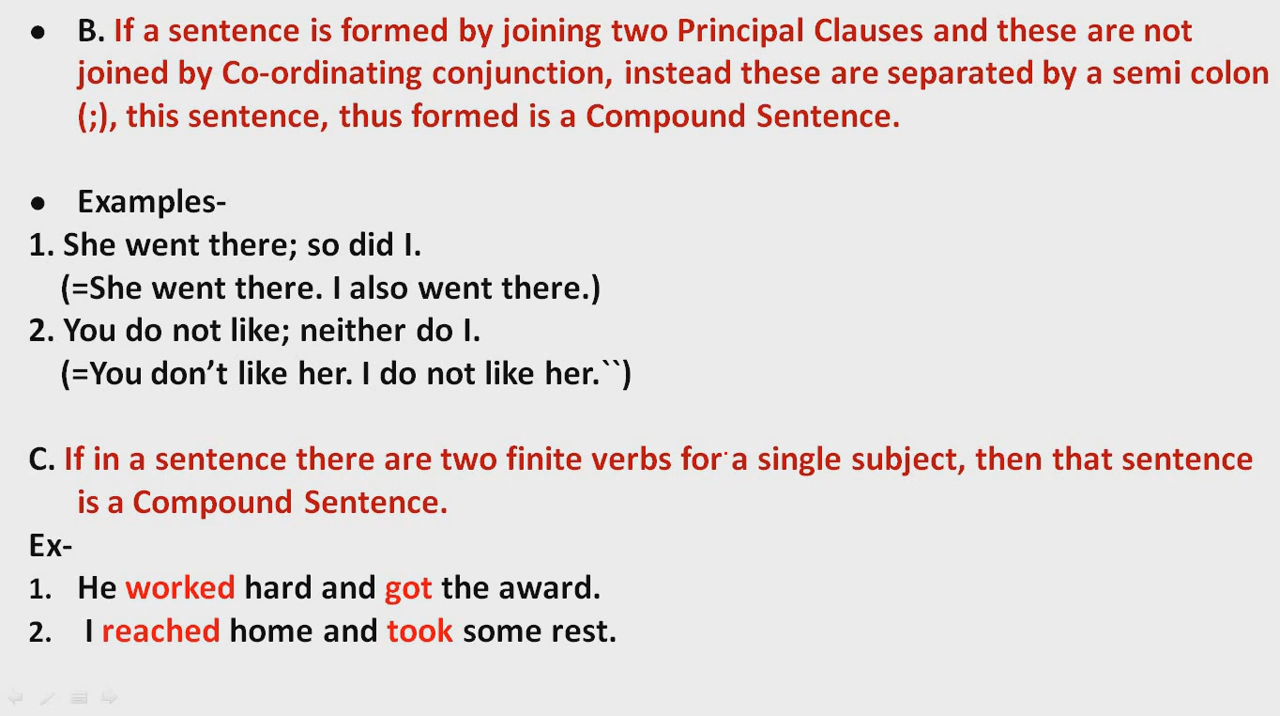 ● B. If a sentence is formed by joining two Principal Clauses and these are not
joined by Co-ordinating conjunction, instead these are separated by a semi colon
(;), this sentence, thus formed is a Compound Sentence.
● Examples-
1. She went there; so did I.
(=She went there. I also went there.)
2. You do not like; neither do I.
(=You don’t like her. I do not like her.``)
C. If in a sentence there are two finite verbs for a single subject, then that sentence
is a Compound Sentence.
Ex-
1. He worked hard and got the award.
2. I reached home and took some rest.